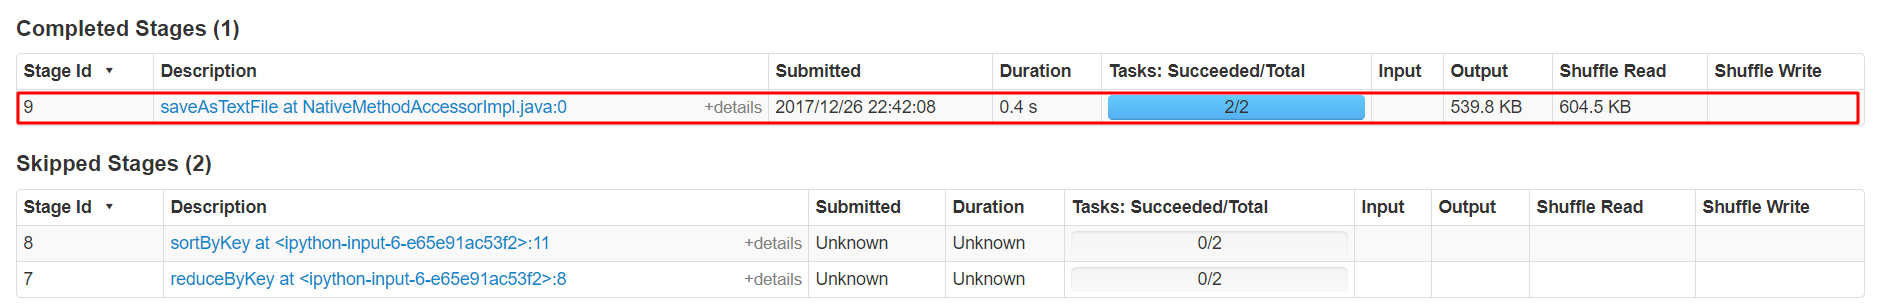 Completed Stages (1)
Stage Id ▾ Description Submitted Duration Tasks: Succeeded/Total Input Output Shuffle Read Shuffle Write
9 saveAsTextFile at NativeMethodAccessorImpl.java:0 +details 2017/12/26 22:42:08 0.4 s 2/2 539.8 KB 604.5 KB
Skipped Stages (2)
Stage Id ▾ Description Submitted Duration Tasks: Succeeded/Total Input Output Shuffle Read Shuffle Write
8 sortByKey at <ipython-input-6-e65e91ac53f2>:11 +details Unknown Unknown 0/2
7 reduceByKey at <ipython-input-6-e65e91ac53f2>:8 +details Unknown Unknown 0/2